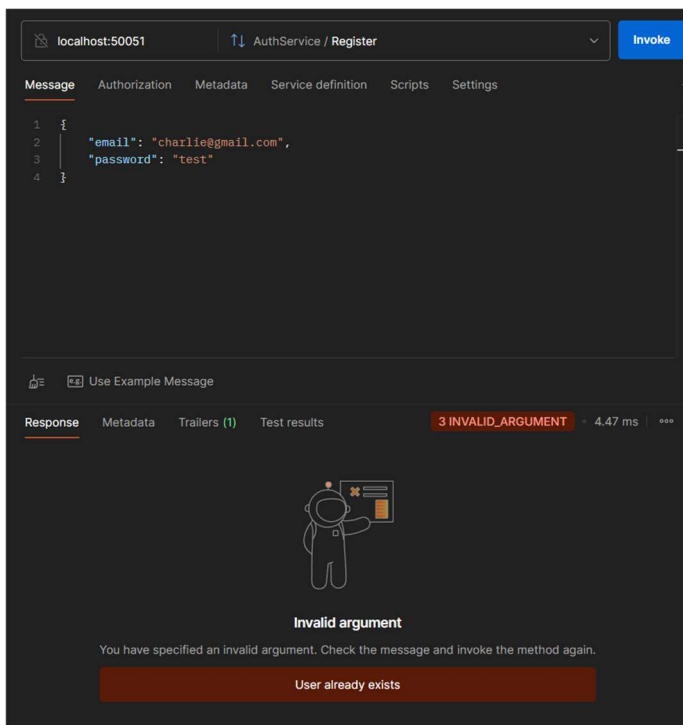 localhost:50051 AuthService / Register Invoke
Message Authorization Metadata Service definition Scripts Settings
1 {
2 "email": "charlie@gmail.com",
3 "password": "test"
4 }
e.g. Use Example Message
Response Metadata Trailers (1) Test results 3 INVALID_ARGUMENT 4.47 ms
Invalid argument
You have specified an invalid argument. Check the message and invoke the method again.
User already exists